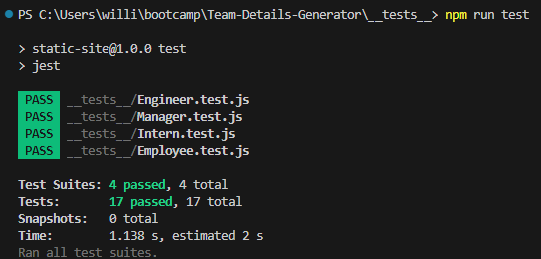 PS C:\Users\willi\bootcamp\Team-Details-Generator\__tests__> npm run test
> static-site@1.0.0 test
> jest
PASS __tests__/Engineer.test.js
PASS __tests__/Manager.test.js
PASS __tests__/Intern.test.js
PASS __tests__/Employee.test.js
Test Suites: 4 passed, 4 total
Tests:       17 passed, 17 total
Snapshots:   0 total
Time:        1.138 s, estimated 2 s
Ran all test suites.